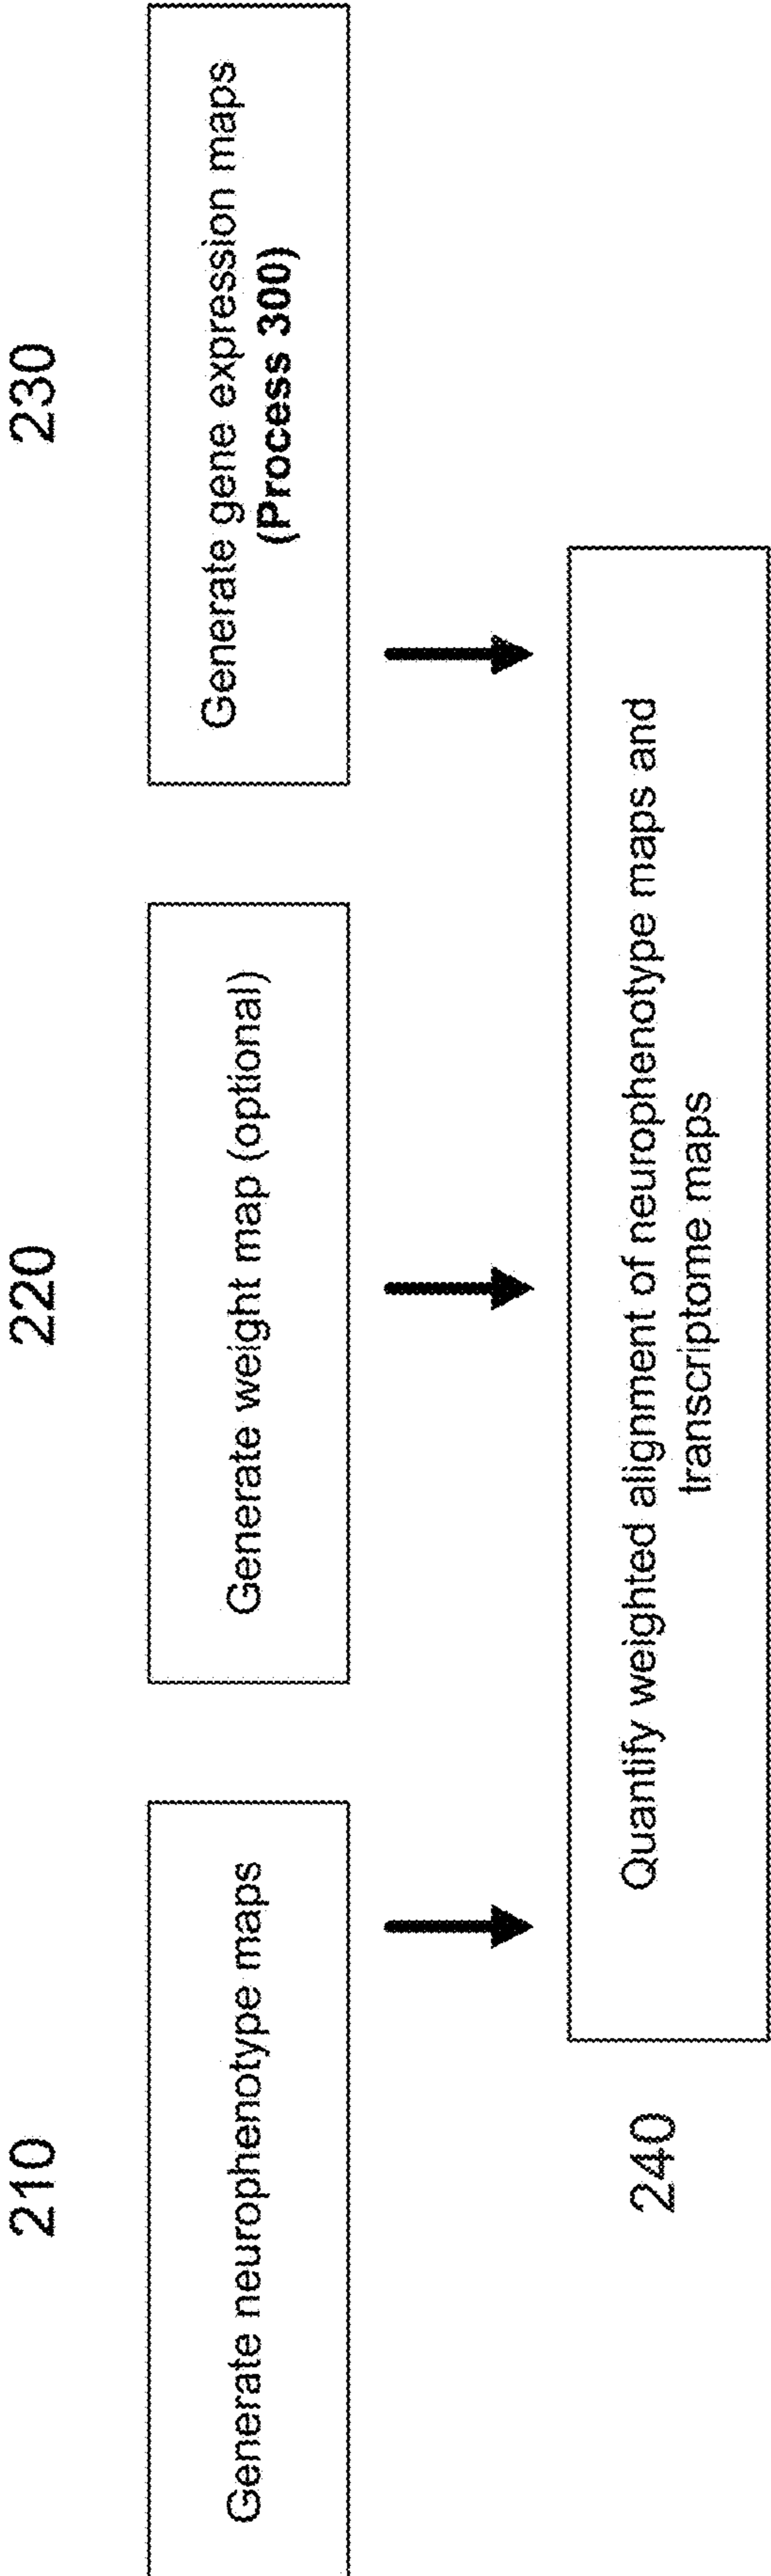 210
220
230
Generate neurophenotype maps
Generate weight map (optional)
Generate gene expression maps
(Process 300)
240
Quantify weighted alignment of neurophenotype maps and
transcriptome maps